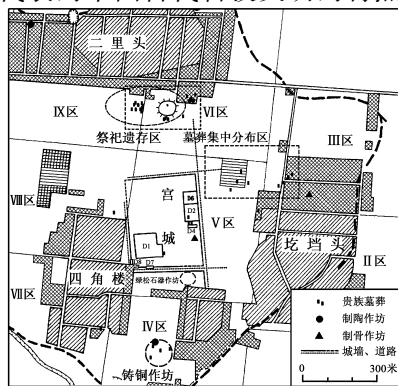 二里头
IX区
VI区
祭祀遗存区
墓葬集中分布区
III区
VIII区
宫
城
D6
D2
D4
V区
D1
D8
D7
圪垱头
II区
四角楼
绿松石器作坊
VII区
IV区
铸铜作坊
贵族墓葬
制陶作坊
制骨作坊
城墙、道路
0
300米